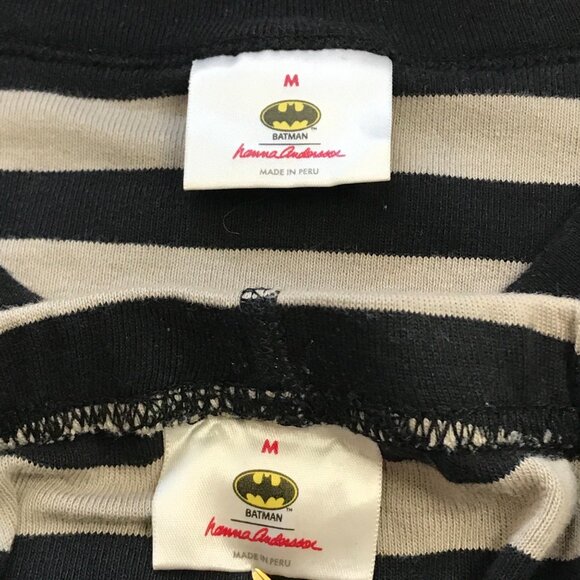 M
BATMAN
hanna andersson
MADE IN PERU
M
BATMAN
hanna andersson
MADE IN PERU